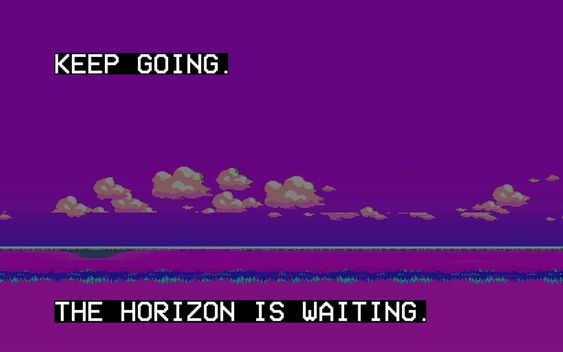 KEEP GOING.
THE HORIZON IS WAITING.